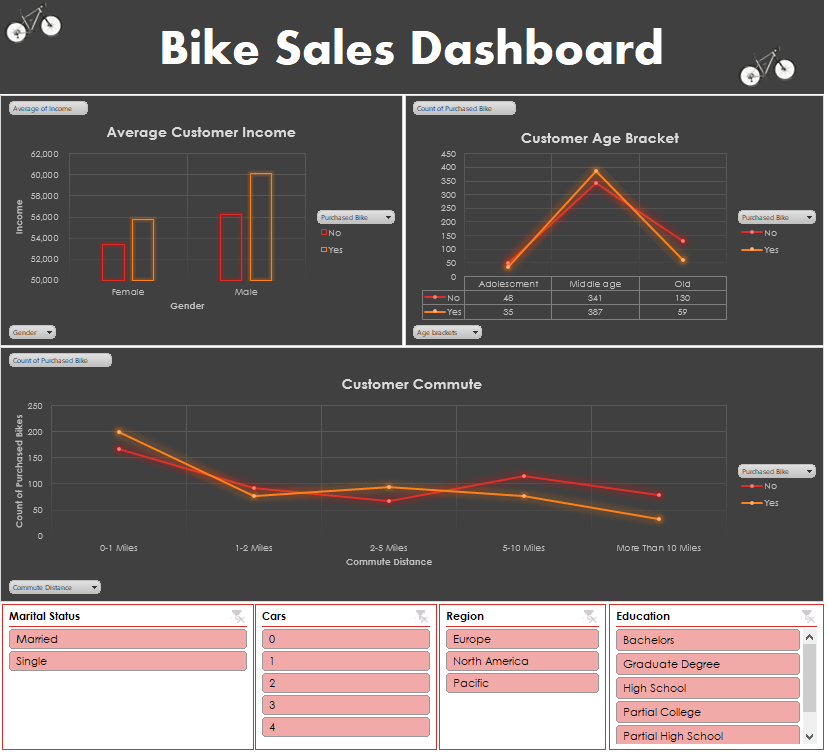 Bike Sales Dashboard
Average of Income
Average Customer Income
62,000
60,000
58,000
56,000
54,000
52,000
50,000
Income
Female
Male
Gender
Purchased Bike
No
Yes
Gender
Count of Purchased Bike
Customer Age Bracket
450
400
350
300
250
200
150
100
50
0
Adolesment Middle age Old
No 48 341 130
Yes 35 387 59
Purchased Bike
No
Yes
Age brackets
Count of Purchased Bike
Customer Commute
250
200
150
100
50
0
Count of Purchased Bikes
0-1 Miles 1-2 Miles 2-5 Miles 5-10 Miles More Than 10 Miles
Commute Distance
Purchased Bike
No
Yes
Commute Distance
Marital Status
Married
Single
Cars
0
1
2
3
4
Region
Europe
North America
Pacific
Education
Bachelors
Graduate Degree
High School
Partial College
Partial High School